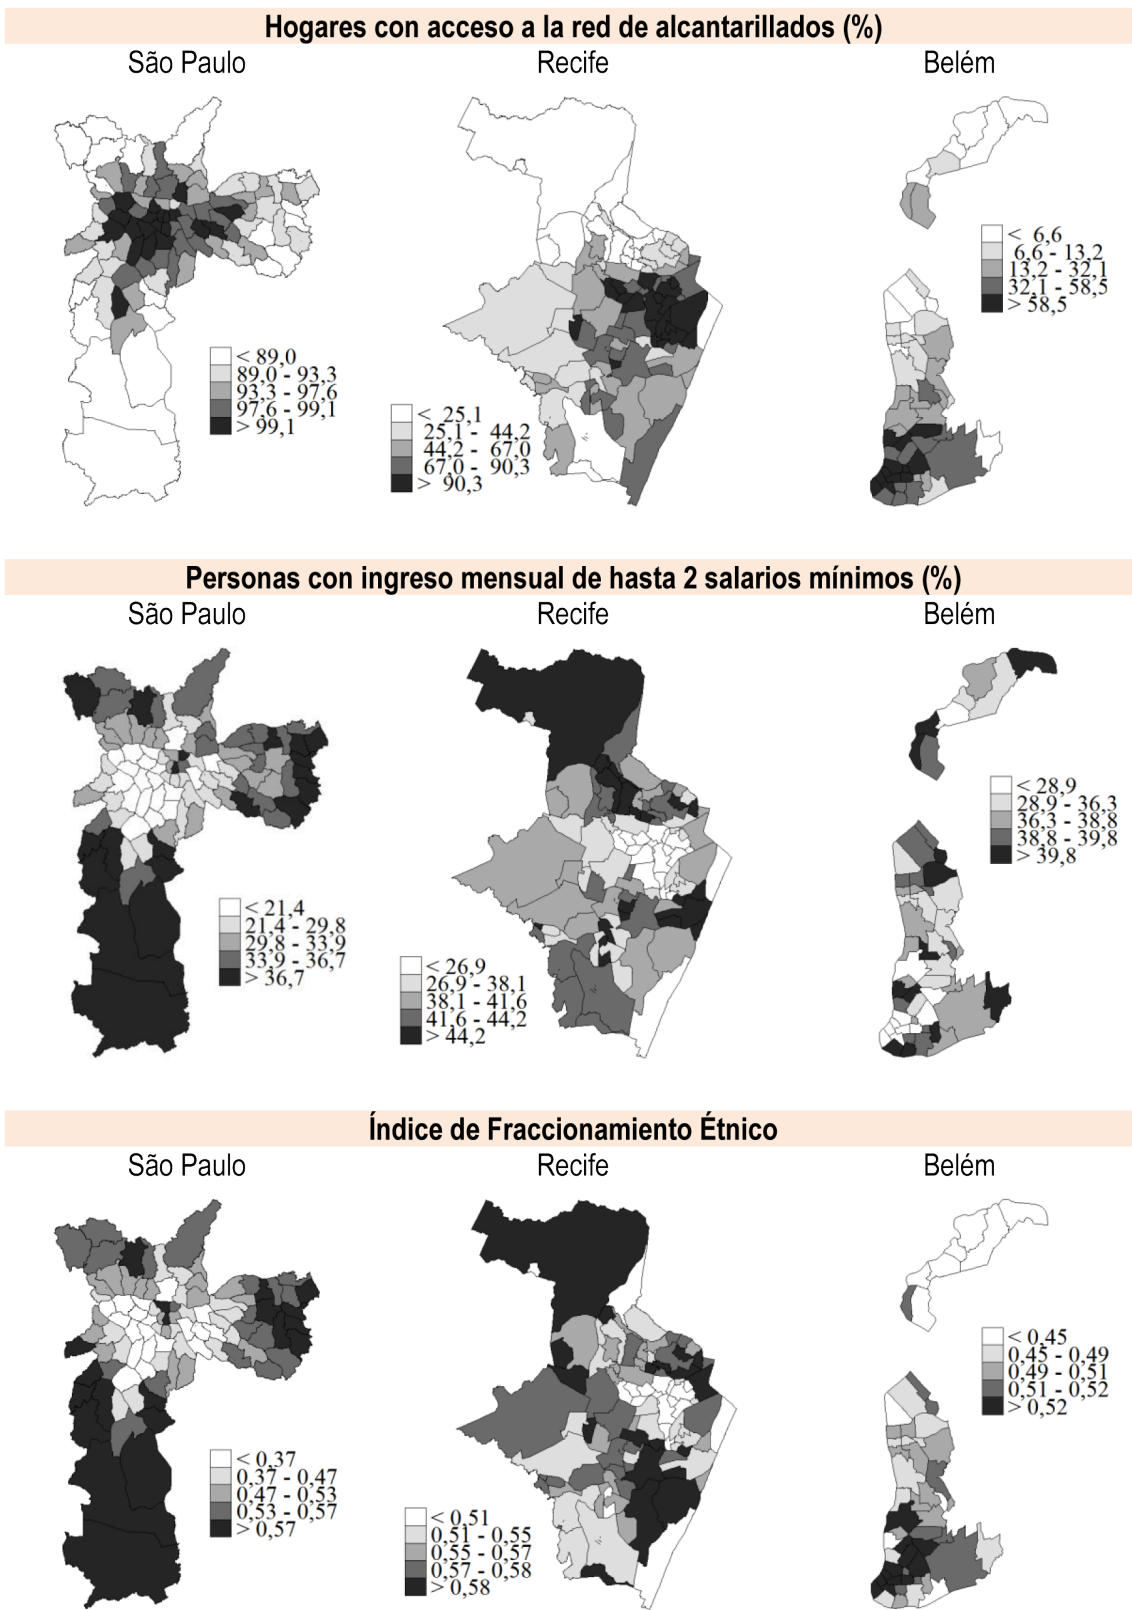 Hogares con acceso a la red de alcantarillados (%)
São Paulo
Recife
Belém
< 89,0
89,0 - 93,3
93,3 - 97,6
97,6 - 99,1
> 99,1
< 25,1
25,1 - 44,2
44,2 - 67,0
67,0 - 90,3
> 90,3
< 6,6
6,6 - 13,2
13,2 - 32,1
32,1 - 58,5
> 58,5
Personas con ingreso mensual de hasta 2 salarios mínimos (%)
São Paulo
Recife
Belém
< 21,4
21,4 - 29,8
29,8 - 33,9
33,9 - 36,7
> 36,7
< 26,9
26,9 - 38,1
38,1 - 41,6
41,6 - 44,2
> 44,2
< 28,9
28,9 - 36,3
36,3 - 38,8
38,8 - 39,8
> 39,8
Índice de Fraccionamiento Étnico
São Paulo
Recife
Belém
< 0,37
0,37 - 0,47
0,47 - 0,53
0,53 - 0,57
> 0,57
< 0,51
0,51 - 0,55
0,55 - 0,57
0,57 - 0,58
> 0,58
< 0,45
0,45 - 0,49
0,49 - 0,51
0,51 - 0,52
> 0,52